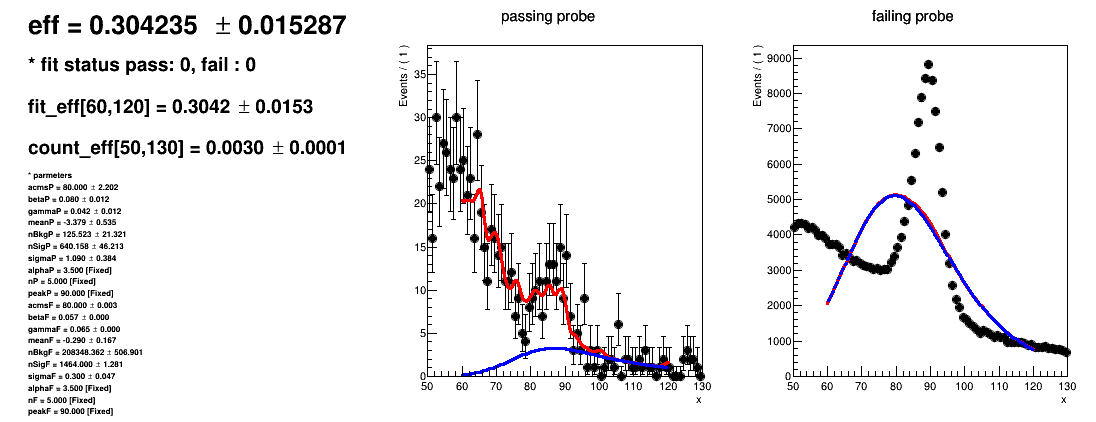 eff = 0.304235 ± 0.015287
* fit status pass: 0, fail : 0
fit_eff[60,120] = 0.3042 ± 0.0153
count_eff[50,130] = 0.0030 ± 0.0001
* parmeters
acmsP = 80.000 ± 2.202
betaP = 0.080 ± 0.012
gammaP = 0.042 ± 0.012
meanP = -3.379 ± 0.535
nBkgP = 125.523 ± 21.321
nSigP = 640.158 ± 46.213
sigmaP = 1.090 ± 0.384
alphaP = 3.500 [Fixed]
nP = 5.000 [Fixed]
peakP = 90.000 [Fixed]
acmsF = 80.000 ± 0.003
betaF = 0.057 ± 0.000
gammaF = 0.065 ± 0.000
meanF = -0.290 ± 0.167
nBkgF = 208348.362 ± 506.901
nSigF = 1464.000 ± 1.281
sigmaF = 0.300 ± 0.047
alphaF = 3.500 [Fixed]
nF = 5.000 [Fixed]
peakF = 90.000 [Fixed]
passing probe
Events / ( 1 )
35
30
25
20
15
10
5
0
50 60 70 80 90 100 110 120 130
x
failing probe
Events / ( 1 )
9000
8000
7000
6000
5000
4000
3000
2000
1000
0
50 60 70 80 90 100 110 120 130
x